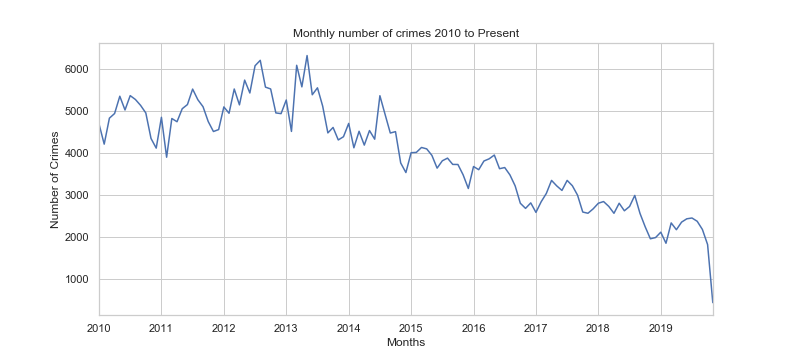 Monthly number of crimes 2010 to Present
Number of Crimes
6000
5000
4000
3000
2000
1000
2010 2011 2012 2013 2014 2015 2016 2017 2018 2019
Months